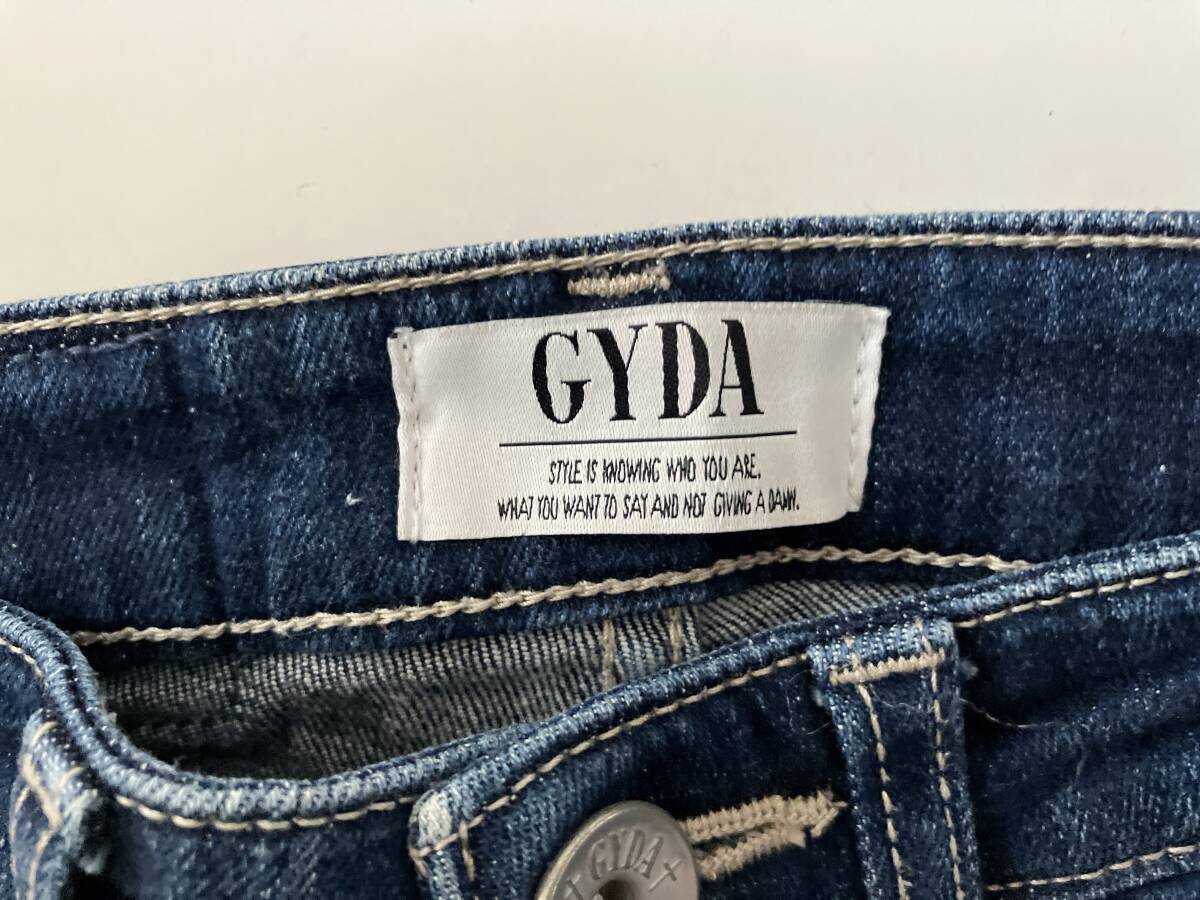 GYDA
STYLE IS KNOWING WHO YOU ARE,
WHAT YOU WANT TO SAY AND NOT GIVING A DAMN.
GYDA